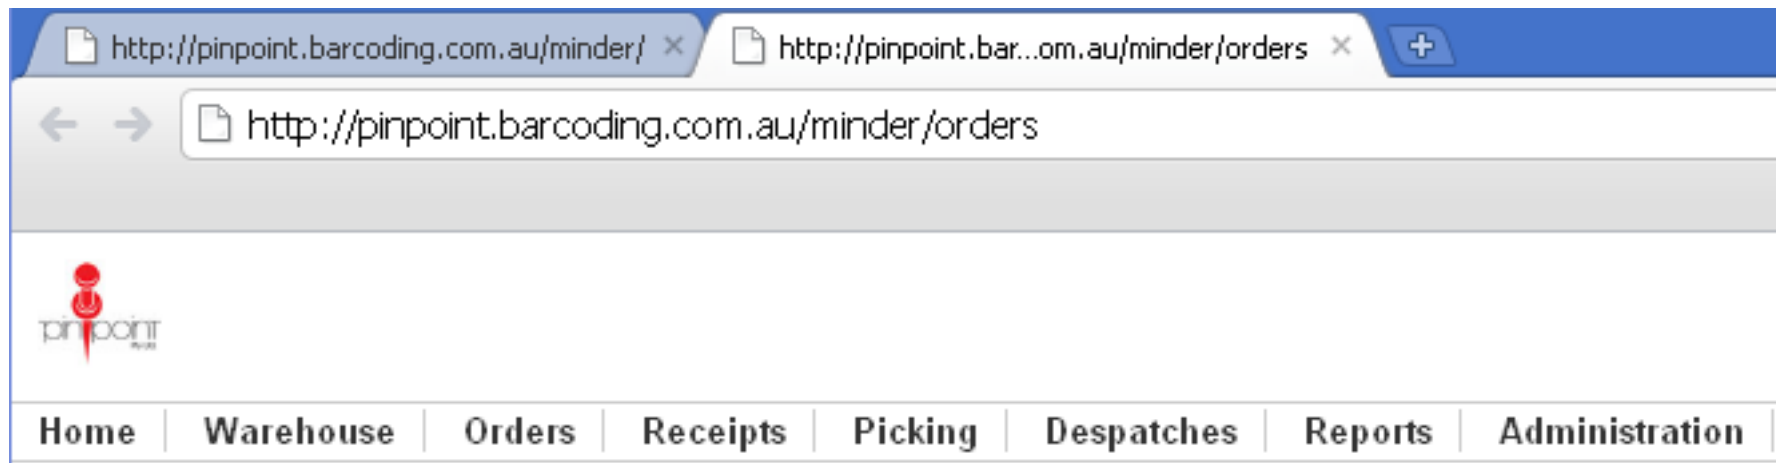 http://pinpoint.barcoding.com.au/minder/ http://pinpoint.bar...om.au/minder/orders
http://pinpoint.barcoding.com.au/minder/orders
pinpoint
Home Warehouse Orders Receipts Picking Despatches Reports Administration